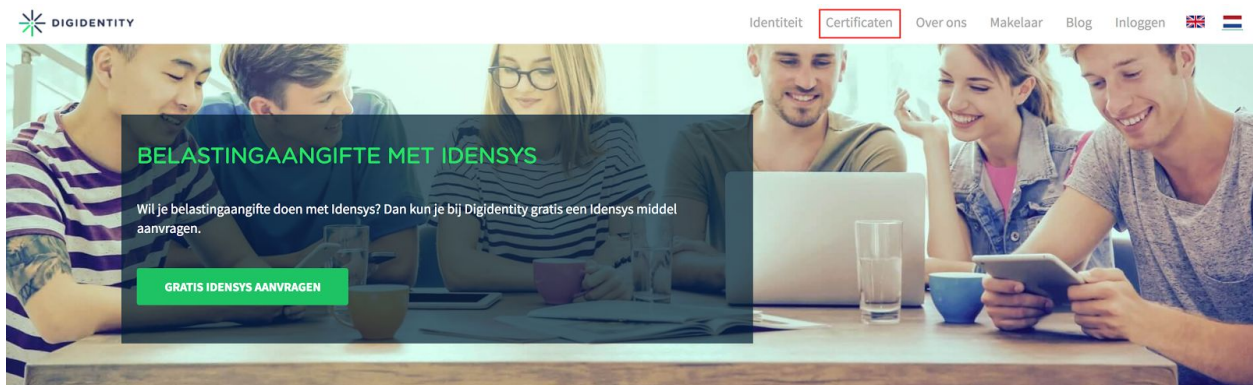 DIGIDENTITY
Identiteit Certificaten Over ons Makelaar Blog Inloggen
BELASTINGAANGIFTE MET IDENSYS
Wil je belastingaangifte doen met Idensys? Dan kun je bij Digidentity gratis een Idensys middel
aanvragen.
GRATIS IDENSYS AANVRAGEN